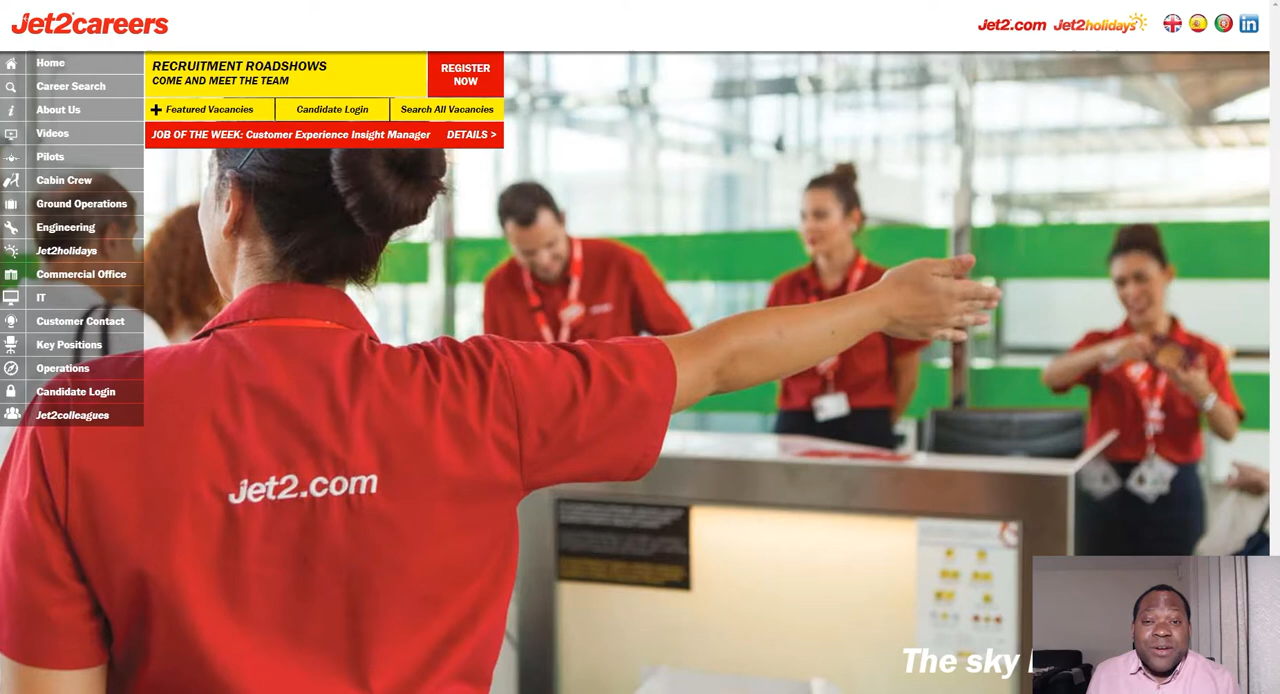 Jet2careers
Jet2.com Jet2holidays
Home
Career Search
About Us
Videos
Pilots
Cabin Crew
Ground Operations
Engineering
Jet2holidays
Commercial Office
IT
Customer Contact
Key Positions
Operations
Candidate Login
Jet2colleagues
RECRUITMENT ROADSHOWS
COME AND MEET THE TEAM
REGISTER
NOW
Featured Vacancies
Candidate Login
Search All Vacancies
JOB OF THE WEEK: Customer Experience Insight Manager DETAILS >
Jet2.com
The sky